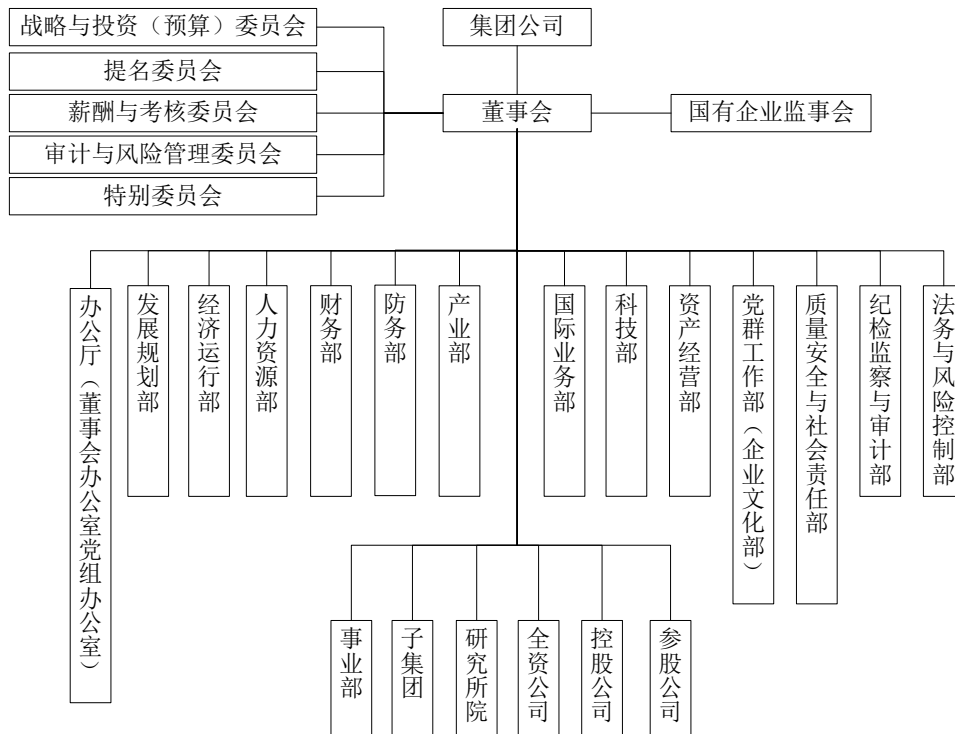 战略与投资（预算）委员会
集团公司
提名委员会
薪酬与考核委员会
董事会
国有企业监事会
审计与风险管理委员会
特别委员会
办公厅（董事会办公室党组办公室）
发展规划部
经济运行部
人力资源部
财务部
防务部
产业部
国际业务部
科技部
资产经营部
党群工作部（企业文化部）
质量安全与社会责任部
纪检监察与审计部
法务与风险控制部
事业部
子集团
研究所院
全资公司
控股公司
参股公司